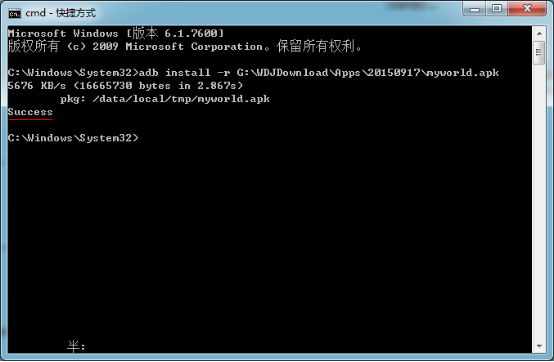 cmd - 快捷方式
Microsoft Windows [版本 6.1.7600]
版权所有 (c) 2009 Microsoft Corporation。保留所有权利。
C:\Windows\System32>adb install -r G:\WDJDownload\Apps\20150917\myworld.apk
5676 KB/s (16665730 bytes in 2.867s)
pkg: /data/local/tmp/myworld.apk
Success
C:\Windows\System32>
半: